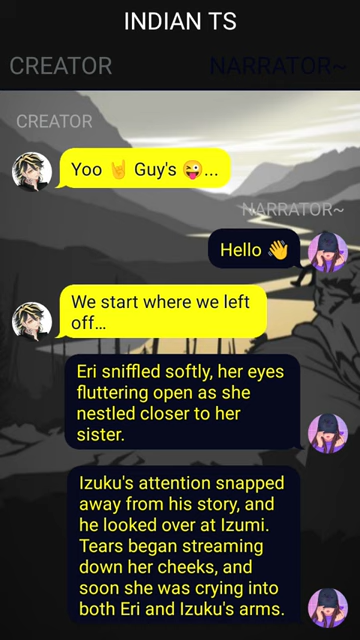 INDIAN TS
CREATOR NARRATOR~
CREATOR
Yoo 🤘 Guy's 😜...
NARRATOR~
Hello 👋
We start where we left
off...
Eri sniffled softly, her eyes
fluttering open as she
nestled closer to her
sister.
Izuku's attention snapped
away from his story, and
he looked over at Izumi.
Tears began streaming
down her cheeks, and
soon she was crying into
both Eri and Izuku's arms.